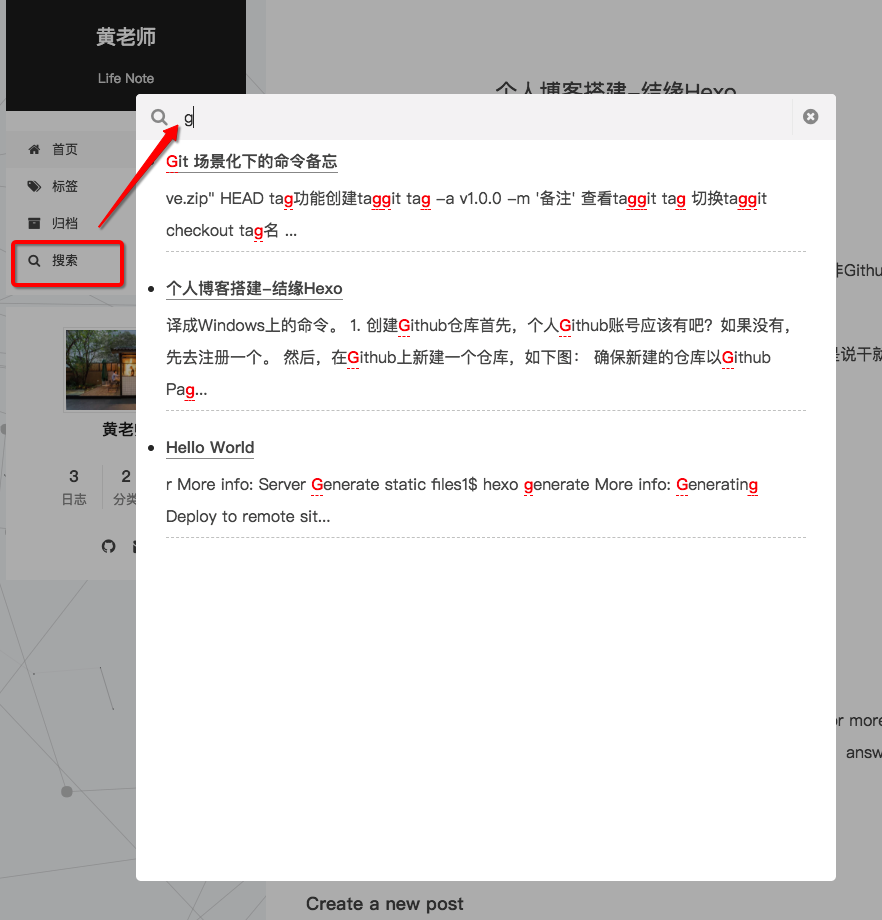 黄老师
Life Note
首页
标签
归档
搜索
黄老
3
2
日志
分类
个人博客搭建-结缘Hexo
g
Git 场景化下的命令备忘
ve.zip" HEAD tag功能创建taggit tag -a v1.0.0 -m '备注' 查看taggit tag 切换taggit
checkout tag名 ...
个人博客搭建-结缘Hexo
译成Windows上的命令。 1. 创建Github仓库首先，个人Github账号应该有吧？如果没有，
先去注册一个。 然后，在Github上新建一个仓库，如下图： 确保新建的仓库以Github
Pag...
Hello World
r More info: Server Generate static files1$ hexo generate More info: Generating
Deploy to remote sit...
Github
是说干就
or more
answ
Create a new post